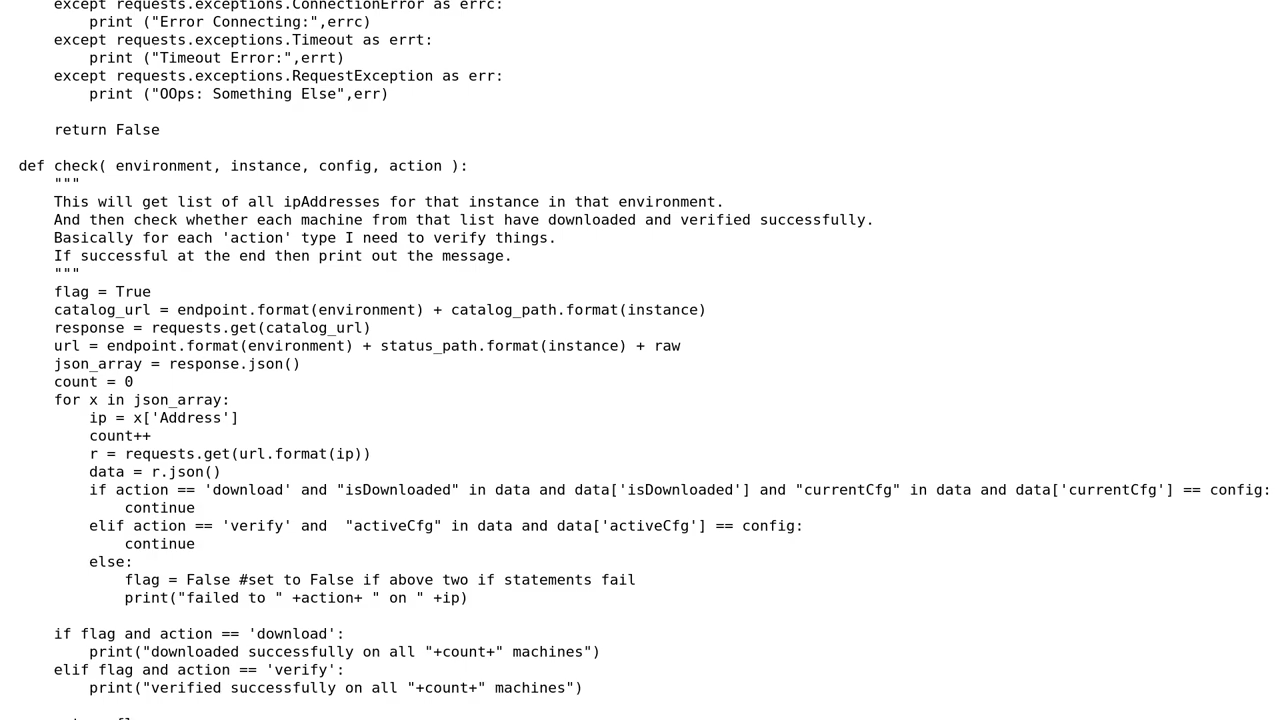 except requests.exceptions.ConnectionError as errc:
        print ("Error Connecting:",errc)
    except requests.exceptions.Timeout as errt:
        print ("Timeout Error:",errt)
    except requests.exceptions.RequestException as err:
        print ("OOps: Something Else",err)

    return False

def check( environment, instance, config, action ):
    """
    This will get list of all ipAddresses for that instance in that environment.
    And then check whether each machine from that list have downloaded and verified successfully.
    Basically for each 'action' type I need to verify things.
    If successful at the end then print out the message.
    """
    flag = True
    catalog_url = endpoint.format(environment) + catalog_path.format(instance)
    response = requests.get(catalog_url)
    url = endpoint.format(environment) + status_path.format(instance) + raw
    json_array = response.json()
    count = 0
    for x in json_array:
        ip = x['Address']
        count++
        r = requests.get(url.format(ip))
        data = r.json()
        if action == 'download' and "isDownloaded" in data and data['isDownloaded'] and "currentCfg" in data and data['currentCfg'] == config:
            continue
        elif action == 'verify' and  "activeCfg" in data and data['activeCfg'] == config:
            continue
        else:
            flag = False #set to False if above two if statements fail
            print("failed to " +action+ " on " +ip)

    if flag and action == 'download':
        print("downloaded successfully on all "+count+" machines")
    elif flag and action == 'verify':
        print("verified successfully on all "+count+" machines")